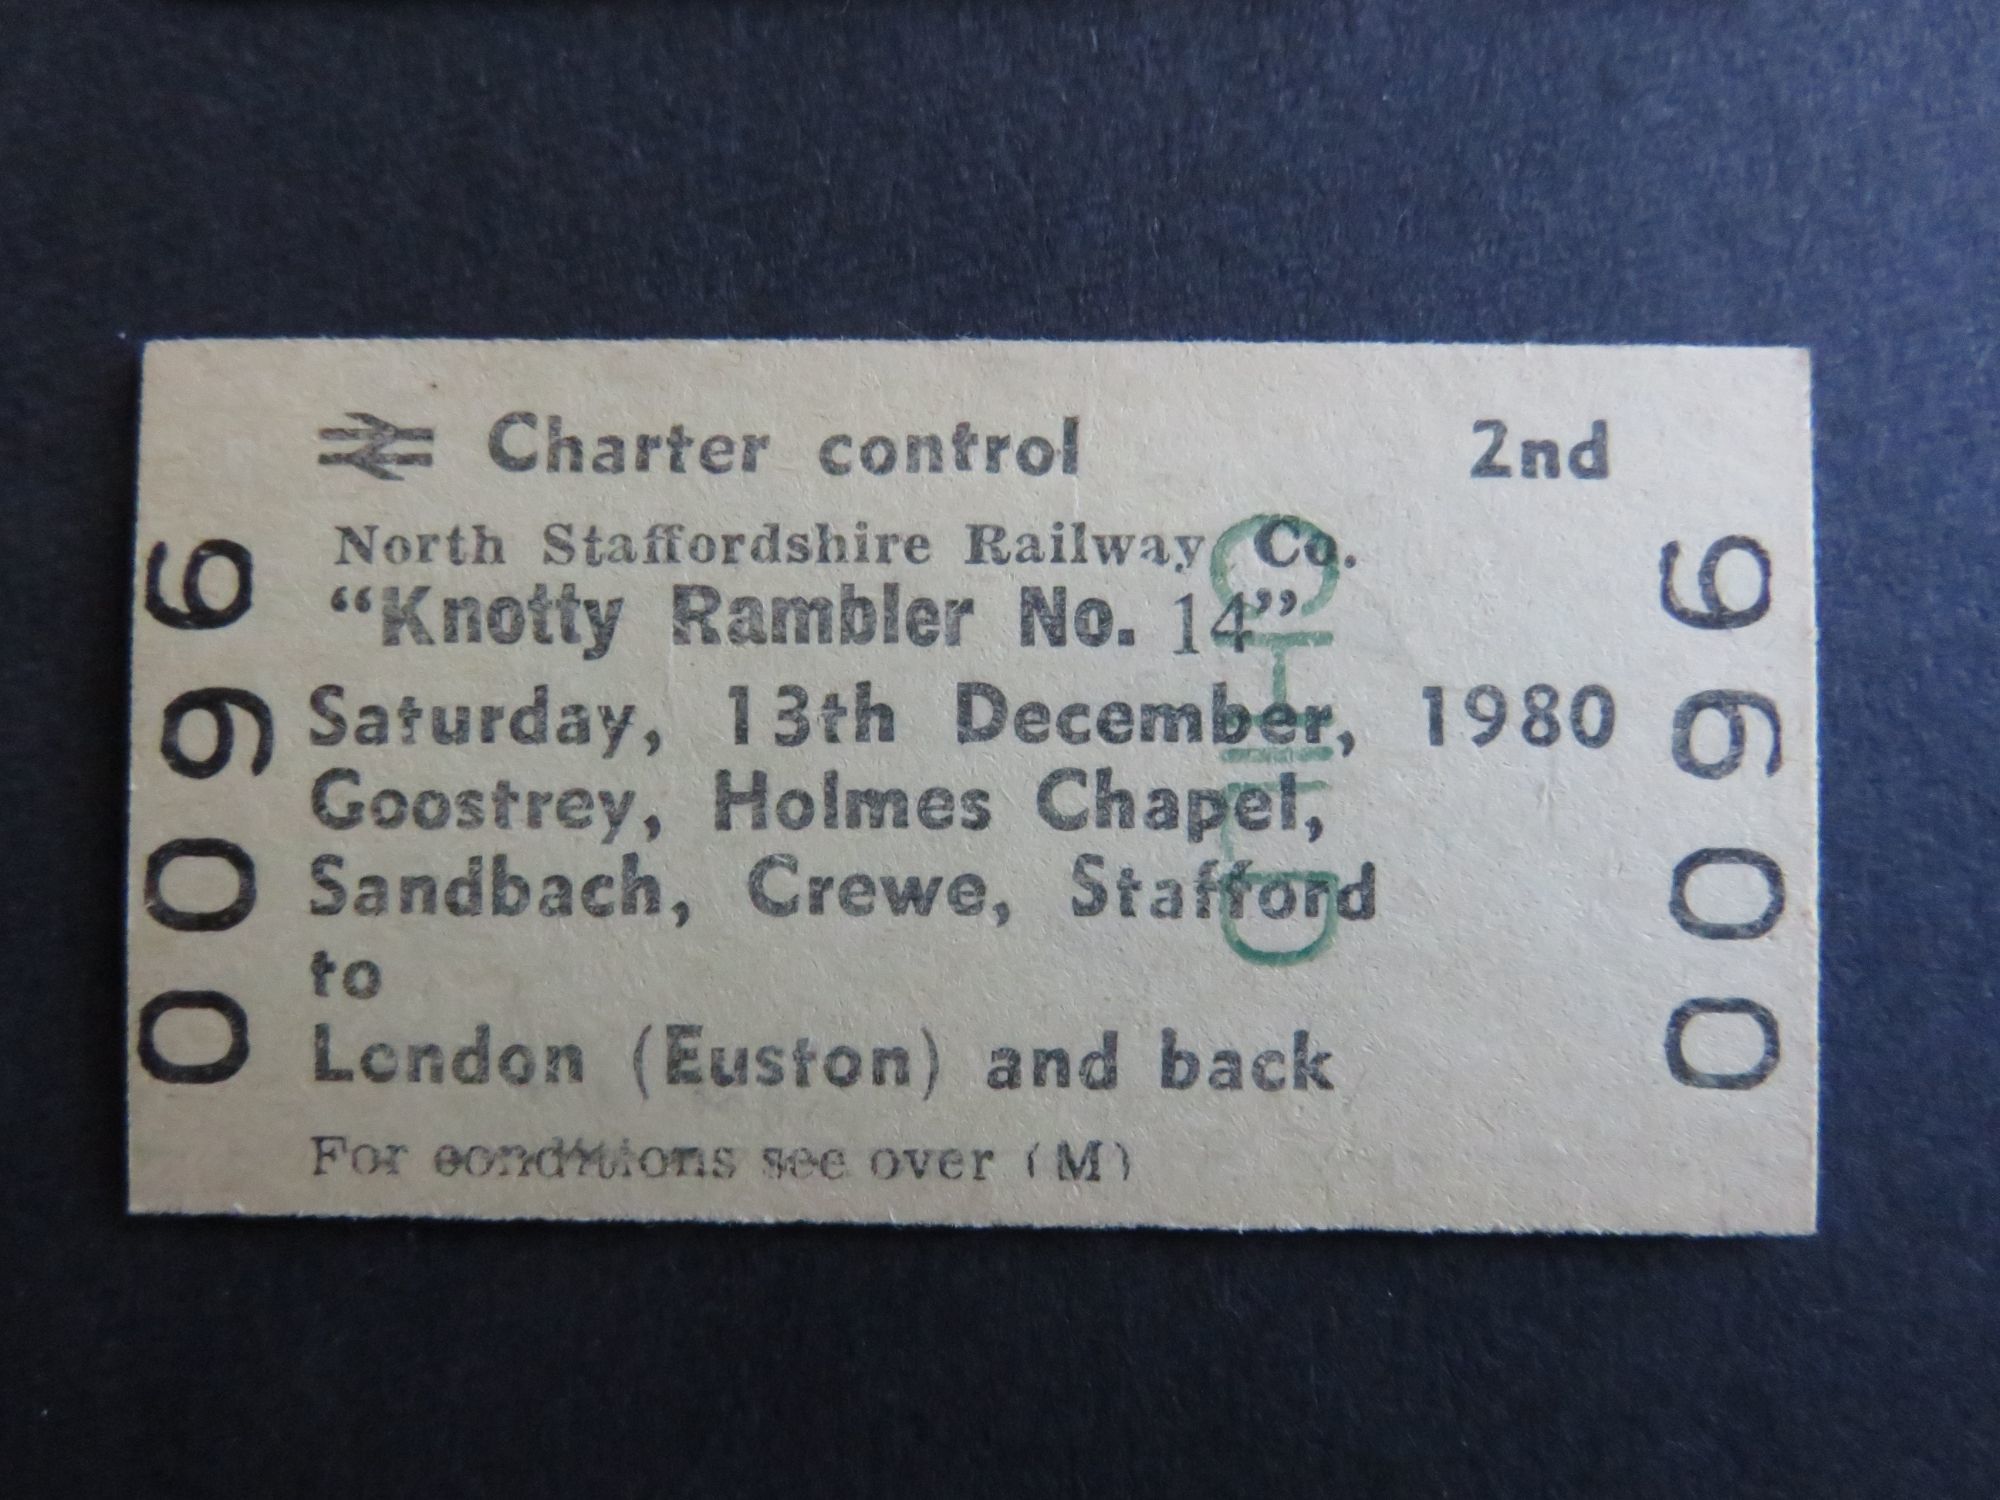 Charter control 2nd
North Staffordshire Railway Co.
“Knotty Rambler No. 14”
Saturday, 13th December, 1980
Goostrey, Holmes Chapel,
Sandbach, Crewe, Stafford
to
London (Euston) and back
For conditions see over (M)
0096
0096
CHILD